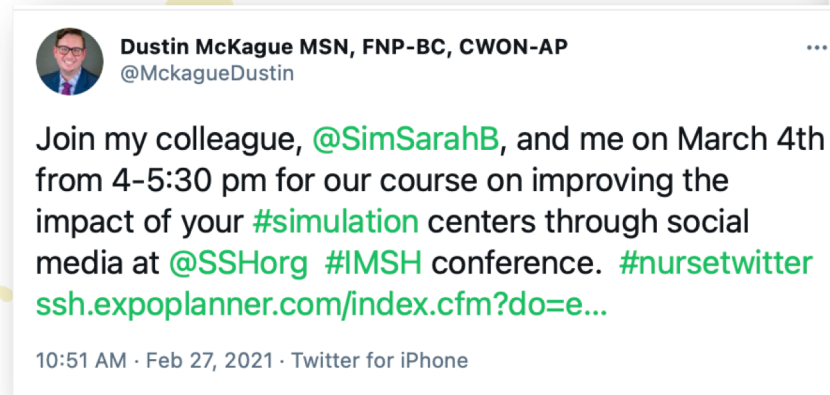 Dustin McKague MSN, FNP-BC, CWON-AP
@MckagueDustin
Join my colleague, @SimSarahB, and me on March 4th
from 4-5:30 pm for our course on improving the
impact of your #simulation centers through social
media at @SSHorg #IMSH conference. #nursetwitter
ssh.expoplanner.com/index.cfm?do=e...
10:51 AM · Feb 27, 2021 · Twitter for iPhone